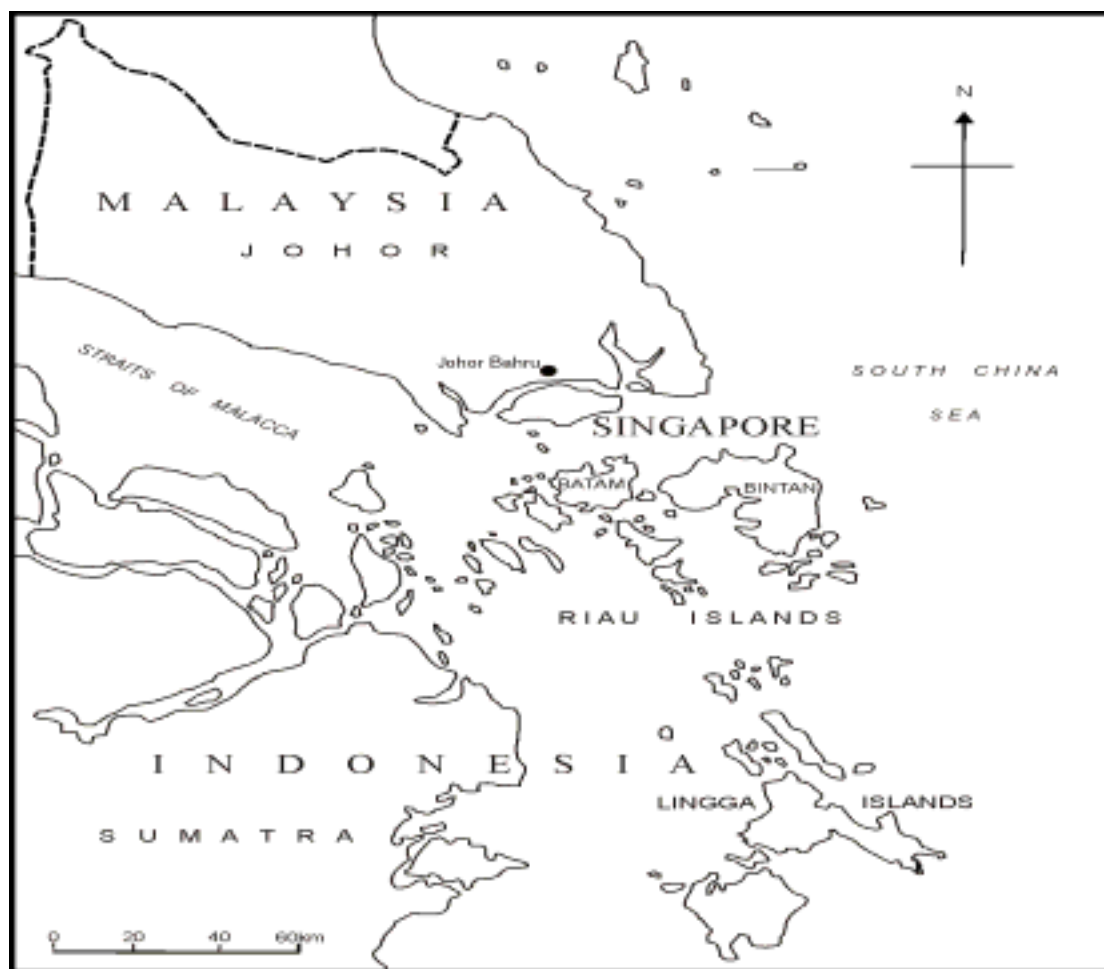 N
MALAYSIA
JOHOR
STRAITS OF MALACCA
Johor Bahru
SOUTH CHINA
SEA
SINGAPORE
BATAM
BINTAN
RIAU ISLANDS
INDONESIA
LINGGA ISLANDS
SUMATRA
0 20 40 60km